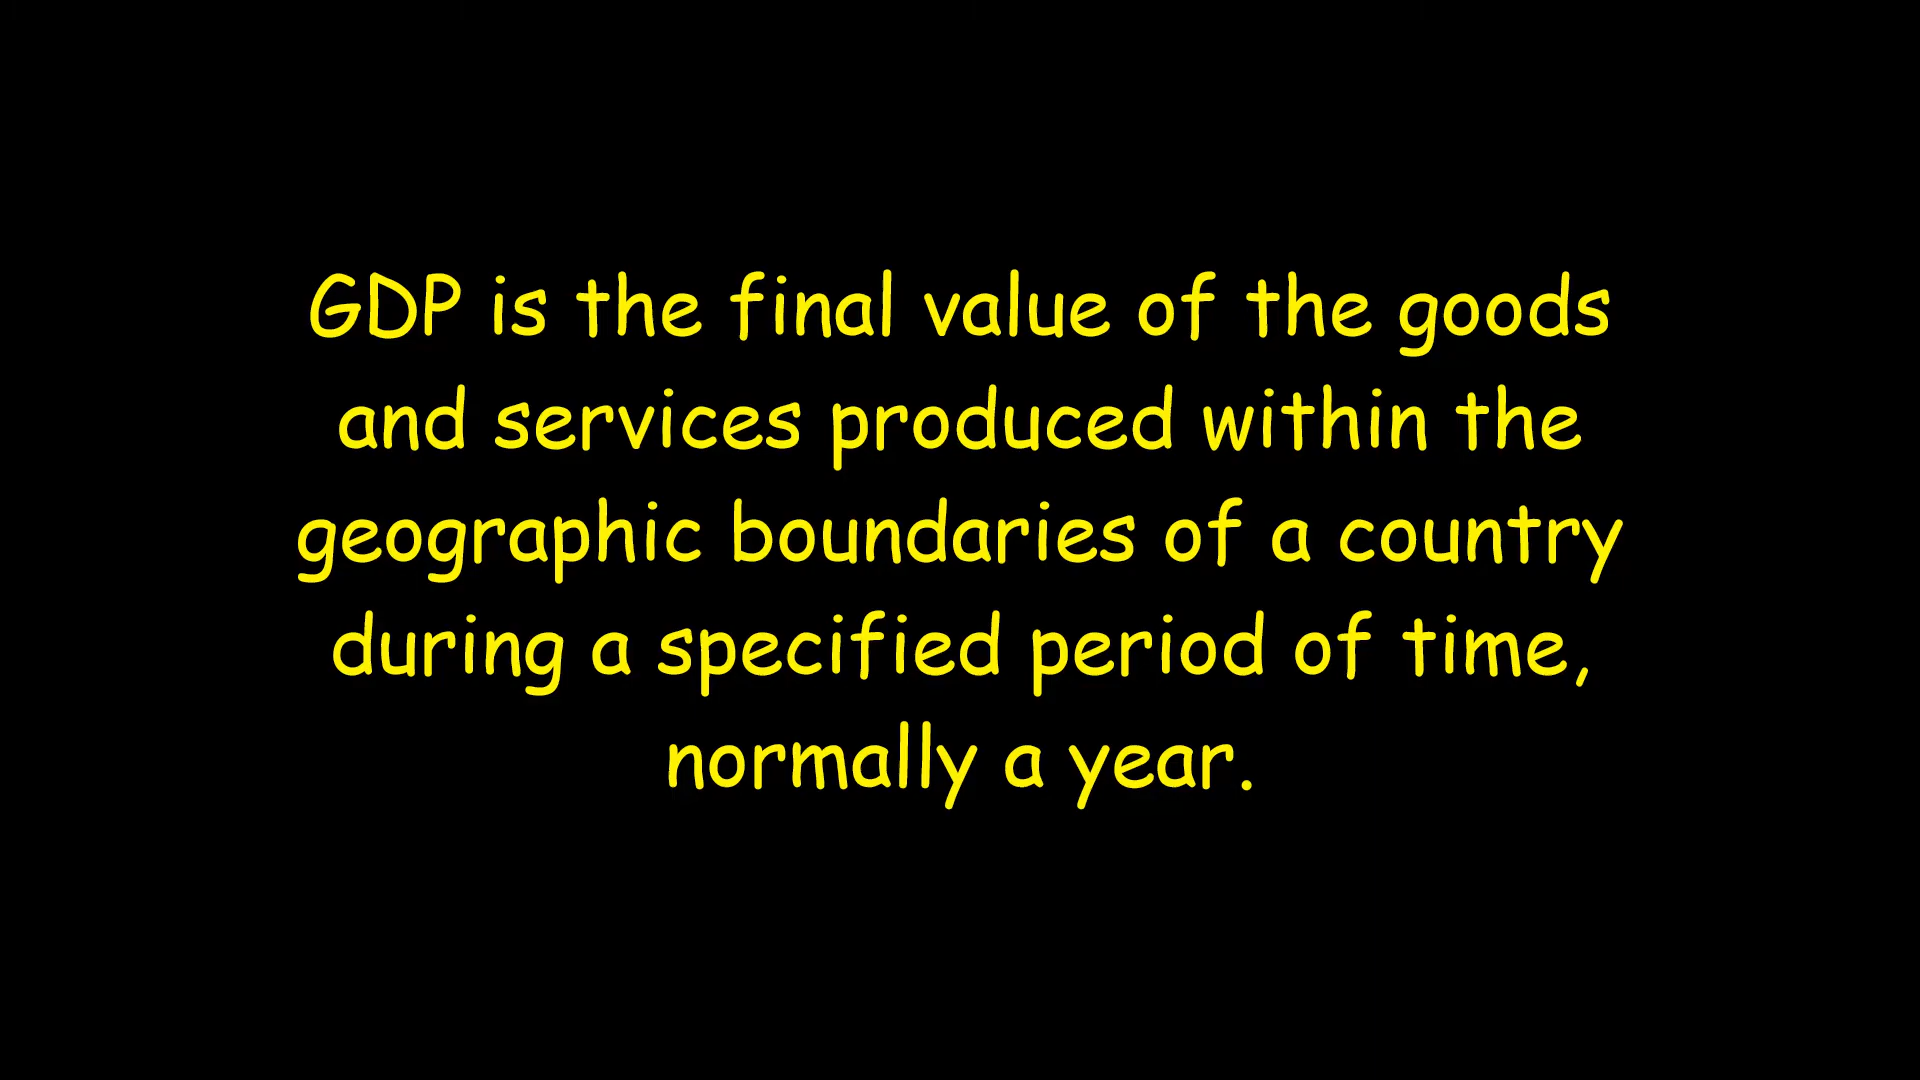 GDP is the final value of the goods
and services produced within the
geographic boundaries of a country
during a specified period of time,
normally a year.